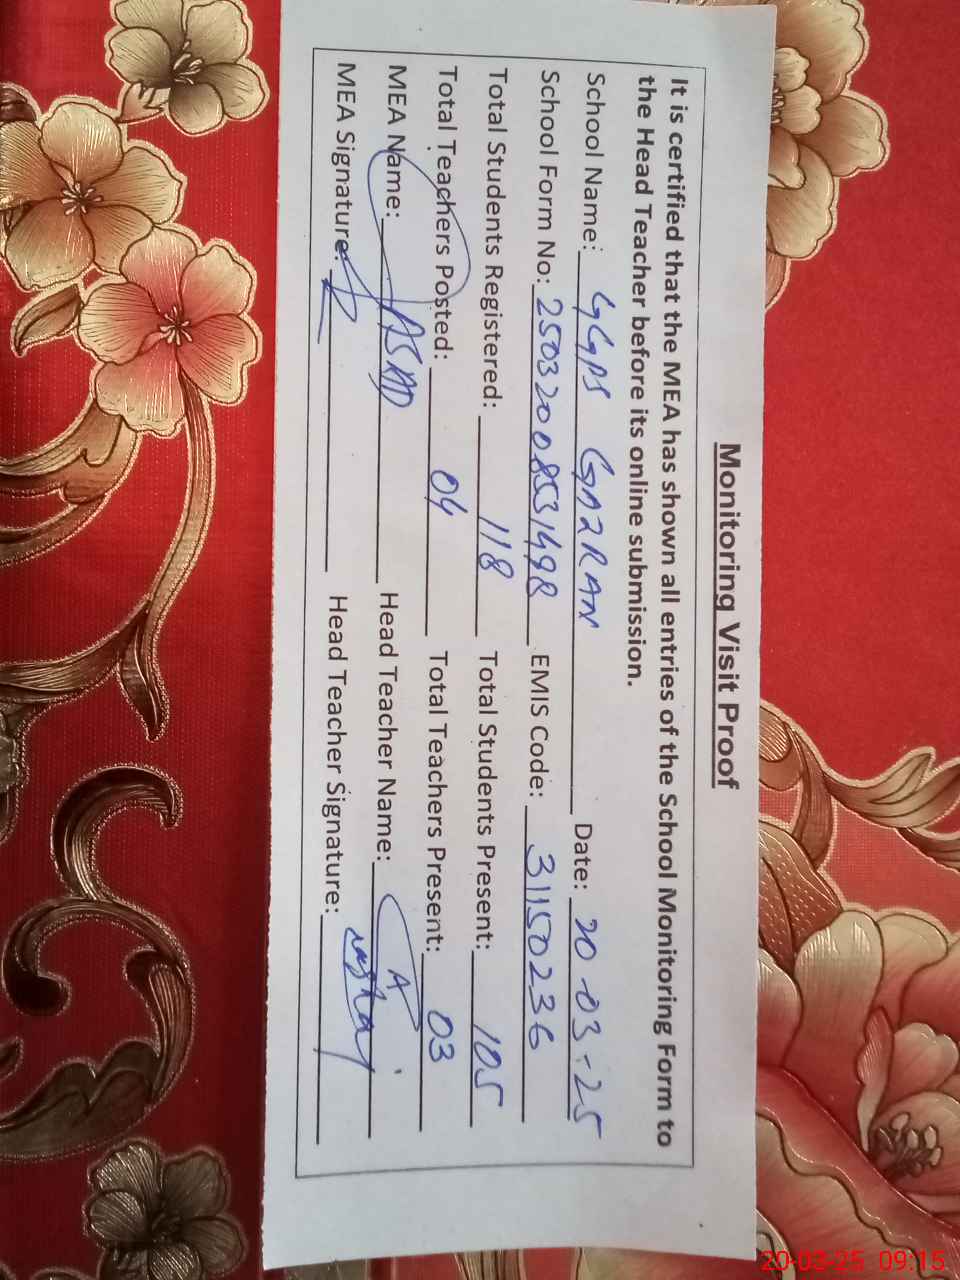 Monitoring Visit Proof
It is certified that the MEA has shown all entries of the School Monitoring Form to
the Head Teacher before its online submission.
School Name: GGPS GAZRAN Date: 20-03-25
School Form No: 25032008531498 EMIS Code: 31150236
Total Students Registered: 118 Total Students Present: 105
Total Teachers Posted: 04 Total Teachers Present: 03
MEA Name: ASAD Head Teacher Name:
MEA Signature: Head Teacher Signature:
20-03-25 09:15